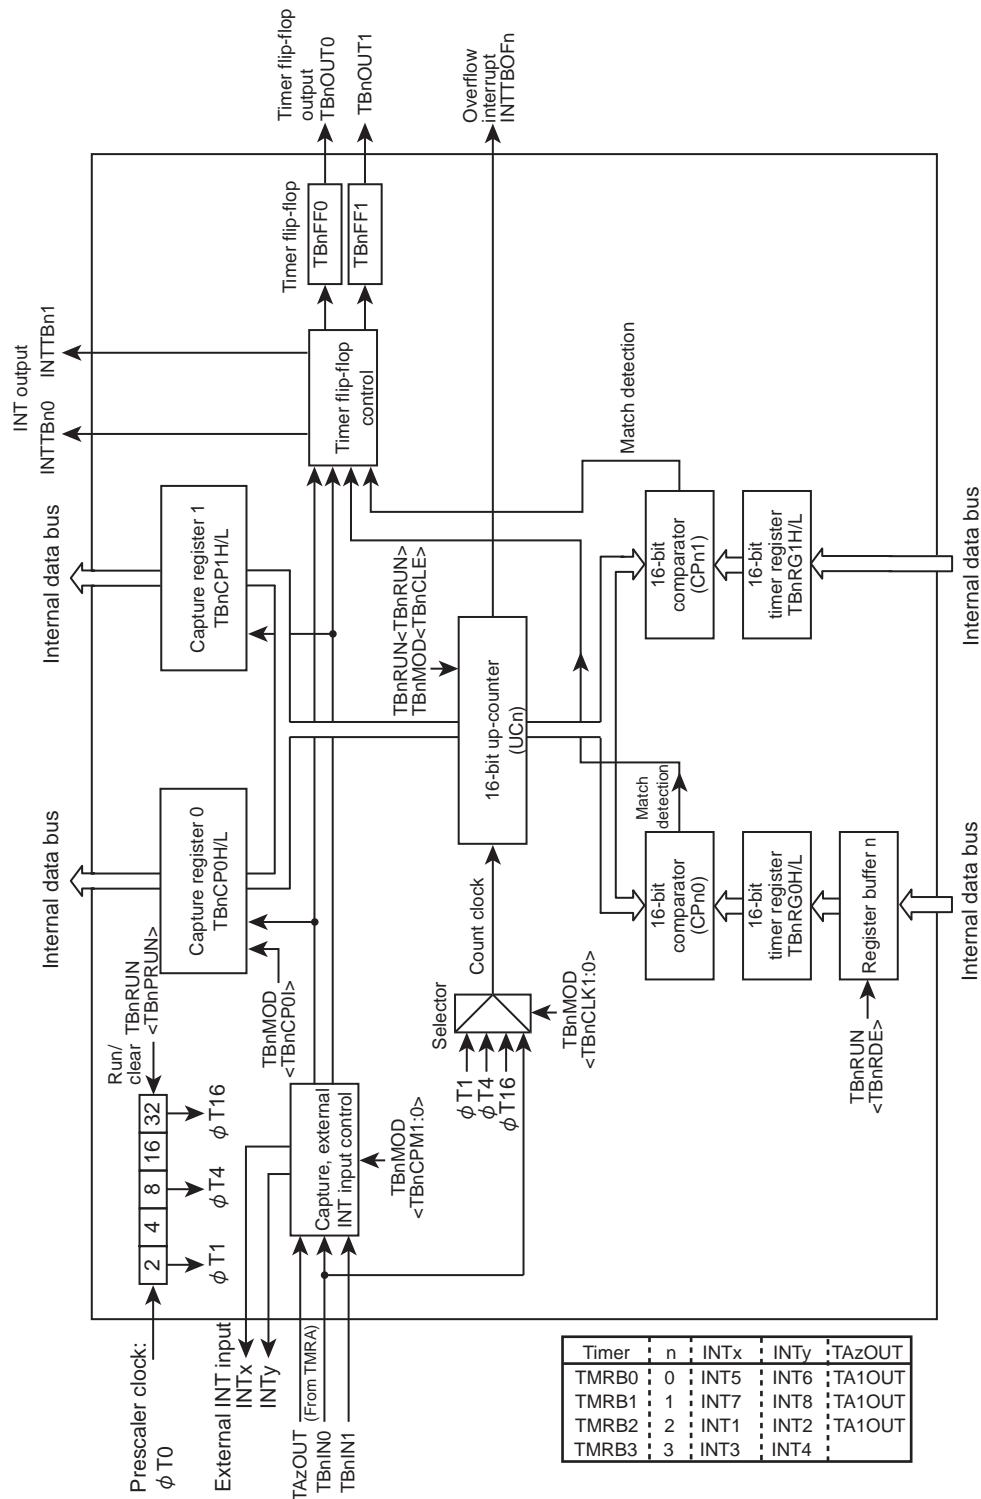 Prescaler clock:
φT0
2
4
8
16
32
φT1
φT4
φT16
Run/
clear
TBnRUN
<TBnPRUN>
External INT input
INTx
INTy
TAzOUT
(From TMRA)
TBnIN0
TBnIN1
Capture, external
INT input control
TBnMOD
<TBnCPM1:0>
TBnMOD
<TBnCP0I>
Internal data bus
Capture register 0
TBnCP0H/L
Internal data bus
Capture register 1
TBnCP1H/L
INT output
INTTBn0
INTTBn1
Timer flip-flop
control
Timer flip-flop
TBnFF0
TBnFF1
Timer flip-flop
output
TBnOUT0
TBnOUT1
Overflow
interrupt
INTTBOFn
Selector
φT1
φT4
φT16
TBnMOD
<TBnCLK1:0>
Count clock
16-bit up-counter
(UCn)
TBnRUN<TBnRUN>
TBnMOD<TBnCLE>
Match
detection
Match detection
16-bit
comparator
(CPn0)
16-bit
comparator
(CPn1)
16-bit
timer register
TBnRG0H/L
16-bit
timer register
TBnRG1H/L
Register buffer n
TBnRUN
<TBnRDE>
Internal data bus
Internal data bus
Timer n INTx INTy TAzOUT
TMRB0 0 INT5 INT6 TA1OUT
TMRB1 1 INT7 INT8 TA1OUT
TMRB2 2 INT1 INT2 TA1OUT
TMRB3 3 INT3 INT4